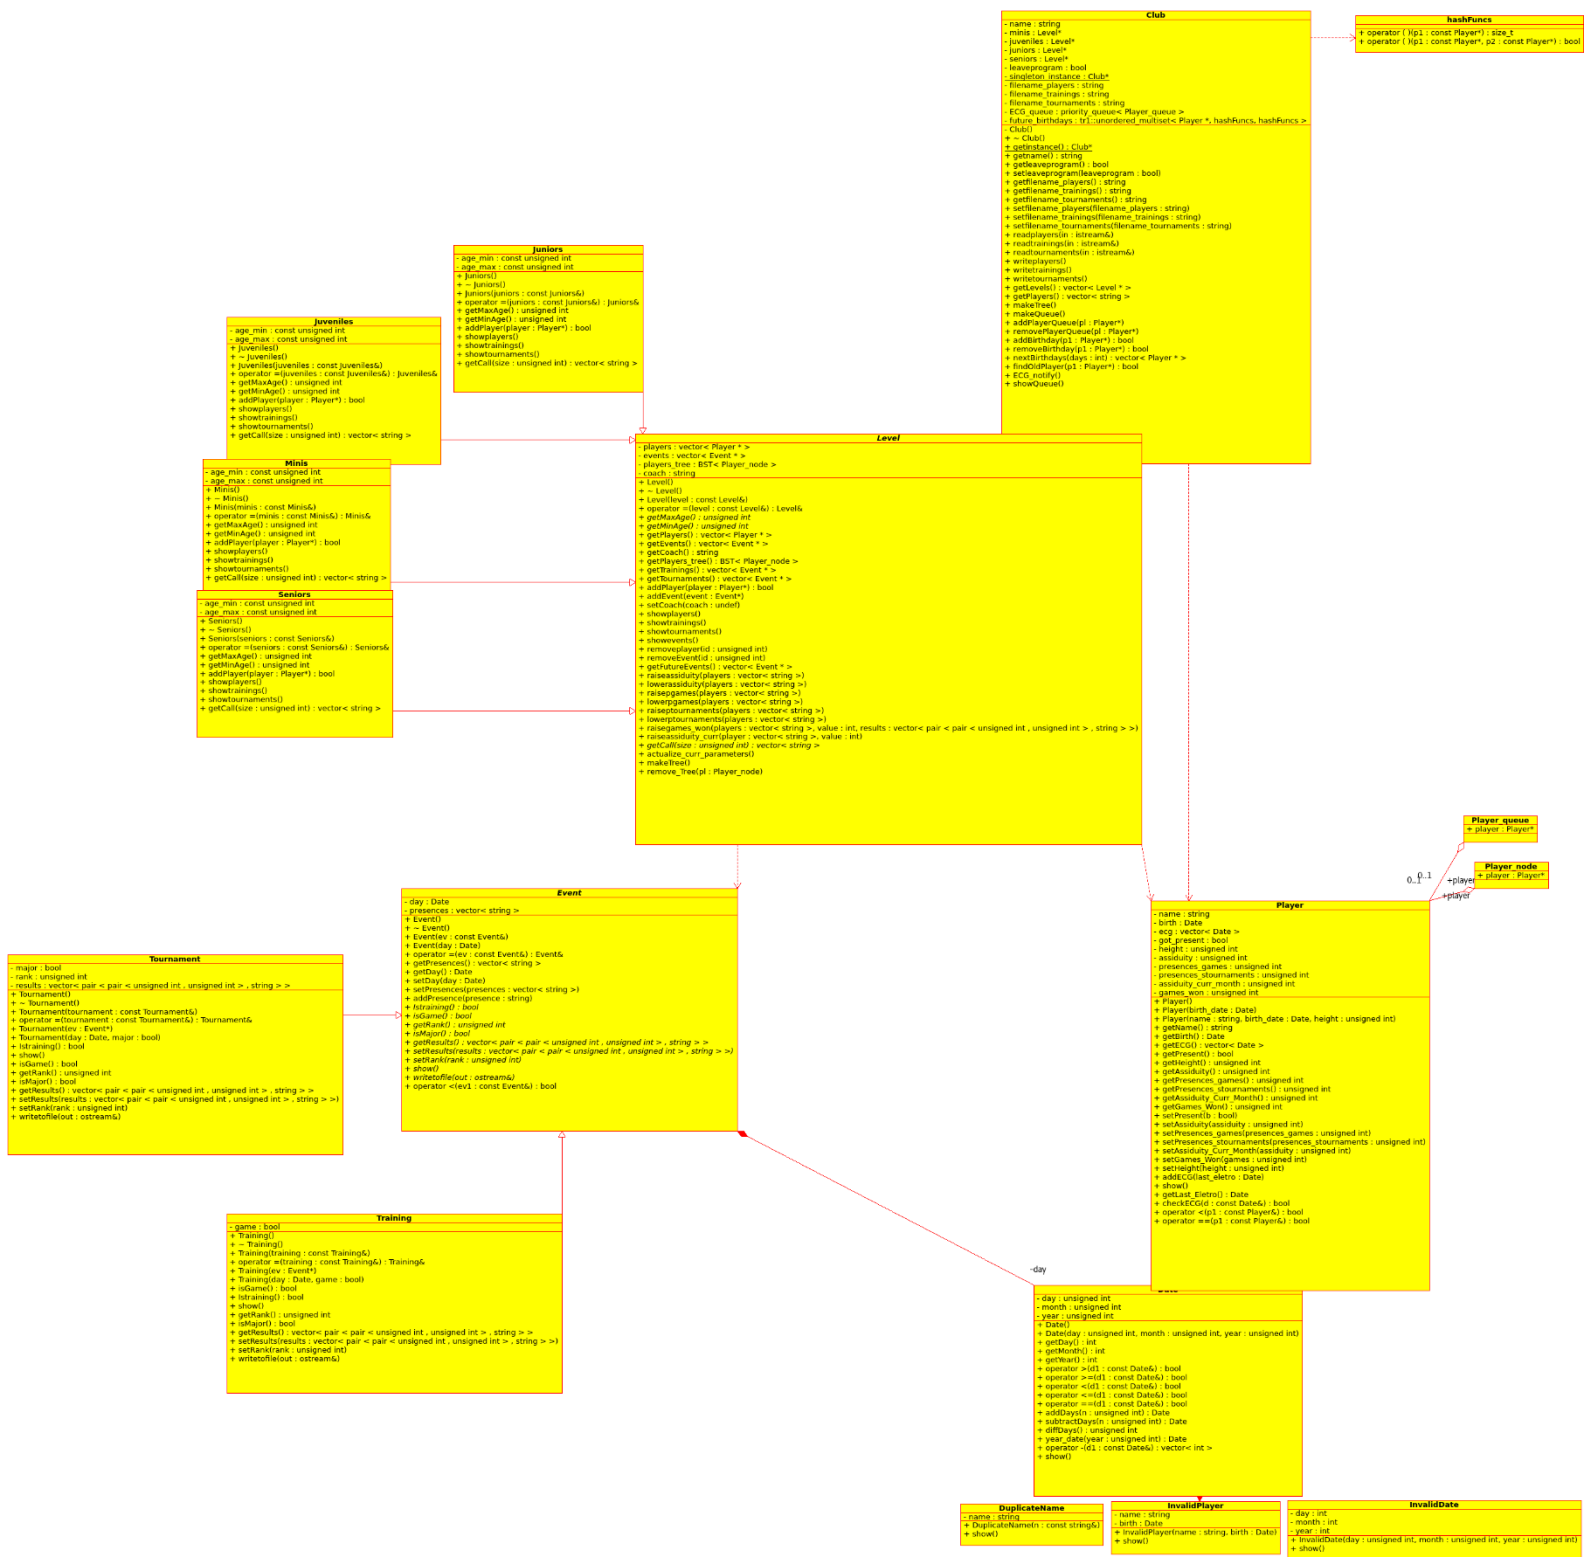 Club
- name : string
- minis : Level*
- juveniles : Level*
- juniors : Level*
- seniors : Level*
- leaveprogram : bool
- singleton_instance : Club*
- filename_players : string
- filename_trainings : string
- filename_tournaments : string
- ECG_queue : priority_queue< Player_queue >
- future_birthdays : tr1::unordered_multiset< Player *, hashFuncs, hashFuncs >
- Club()
+ ~ Club()
+ getinstance() : Club*
+ getname() : string
+ getleaveprogram() : bool
+ setleaveprogram(leaveprogram : bool)
+ getfilename_players() : string
+ getfilename_trainings() : string
+ getfilename_tournaments() : string
+ setfilename_players(filename_players : string)
+ setfilename_trainings(filename_trainings : string)
+ setfilename_tournaments(filename_tournaments : string)
+ readplayers(in : istream&)
+ readtrainings(in : istream&)
+ readtournaments(in : istream&)
+ writeplayers()
+ writetrainings()
+ writetournaments()
+ getLevels() : vector< Level * >
+ getPlayers() : vector< string >
+ makeTree()
+ makeQueue()
+ addPlayerQueue(pl : Player*)
+ removePlayerQueue(pl : Player*)
+ addBirthday(p1 : Player*) : bool
+ removeBirthday(p1 : Player*) : bool
+ nextBirthdays(days : int) : vector< Player * >
+ findOldPlayer(p1 : Player*) : bool
+ ECG_notify()
+ showQueue()
hashFuncs
+ operator ( )(p1 : const Player*) : size_t
+ operator ( )(p1 : const Player*, p2 : const Player*) : bool
Juniors
- age_min : const unsigned int
- age_max : const unsigned int
+ Juniors()
+ ~ Juniors()
+ Juniors(juniors : const Juniors&)
+ operator =(juniors : const Juniors&) : Juniors&
+ getMaxAge() : unsigned int
+ getMinAge() : unsigned int
+ addPlayer(player : Player*) : bool
+ showplayers()
+ showtrainings()
+ showtournaments()
+ getCall(size : unsigned int) : vector< string >
Juveniles
- age_min : const unsigned int
- age_max : const unsigned int
+ Juveniles()
+ ~ Juveniles()
+ Juveniles(juveniles : const Juveniles&)
+ operator =(juveniles : const Juveniles&) : Juveniles&
+ getMaxAge() : unsigned int
+ getMinAge() : unsigned int
+ addPlayer(player : Player*) : bool
+ showplayers()
+ showtrainings()
+ showtournaments()
+ getCall(size : unsigned int) : vector< string >
Minis
- age_min : const unsigned int
- age_max : const unsigned int
+ Minis()
+ ~ Minis()
+ Minis(minis : const Minis&)
+ operator =(minis : const Minis&) : Minis&
+ getMaxAge() : unsigned int
+ getMinAge() : unsigned int
+ addPlayer(player : Player*) : bool
+ showplayers()
+ showtrainings()
+ showtournaments()
+ getCall(size : unsigned int) : vector< string >
Seniors
- age_min : const unsigned int
- age_max : const unsigned int
+ Seniors()
+ ~ Seniors()
+ Seniors(seniors : const Seniors&)
+ operator =(seniors : const Seniors&) : Seniors&
+ getMaxAge() : unsigned int
+ getMinAge() : unsigned int
+ addPlayer(player : Player*) : bool
+ showplayers()
+ showtrainings()
+ showtournaments()
+ getCall(size : unsigned int) : vector< string >
Level
- players : vector< Player * >
- events : vector< Event * >
- players_tree : BST< Player_node >
- coach : string
+ Level()
+ ~ Level()
+ Level(level : const Level&)
+ operator =(level : const Level&) : Level&
+ getMaxAge() : unsigned int
+ getMinAge() : unsigned int
+ getPlayers() : vector< Player * >
+ getEvents() : vector< Event * >
+ getCoach() : string
+ getPlayers_tree() : BST< Player_node >
+ getTrainings() : vector< Event * >
+ getTournaments() : vector< Event * >
+ addPlayer(player : Player*) : bool
+ addEvent(event : Event*)
+ setCoach(coach : undef)
+ showplayers()
+ showtrainings()
+ showtournaments()
+ showevents()
+ removeplayer(id : unsigned int)
+ removeEvent(id : unsigned int)
+ getFutureEvents() : vector< Event * >
+ raiseassiduity(players : vector< string >)
+ lowerassiduity(players : vector< string >)
+ raisepgames(players : vector< string >)
+ lowerpgames(players : vector< string >)
+ raiseptournaments(players : vector< string >)
+ lowerptournaments(players : vector< string >)
+ raisegames_won(players : vector< string >, value : int, results : vector< pair < pair < unsigned int , unsigned int > , string > >)
+ raiseassiduity_curr(player : vector< string >, value : int)
+ getCall(size : unsigned int) : vector< string >
+ actualize_curr_parameters()
+ makeTree()
+ remove_Tree(pl : Player_node)
Player_queue
+ player : Player*
Player_node
+ player : Player*
0..1
0..1
+player
+player
Event
- day : Date
- presences : vector< string >
+ Event()
+ ~ Event()
+ Event(ev : const Event&)
+ Event(day : Date)
+ operator =(ev : const Event&) : Event&
+ getPresences() : vector< string >
+ getDay() : Date
+ setDay(day : Date)
+ setPresences(presences : vector< string >)
+ addPresence(presence : string)
+ Istraining() : bool
+ isGame() : bool
+ getRank() : unsigned int
+ isMajor() : bool
+ getResults() : vector< pair < pair < unsigned int , unsigned int > , string > >
+ setResults(results : vector< pair < pair < unsigned int , unsigned int > , string > >)
+ setRank(rank : unsigned int)
+ show()
+ writetofile(out : ostream&)
+ operator <(ev1 : const Event&) : bool
Player
- name : string
- birth : Date
- ecg : vector< Date >
- got_present : bool
- height : unsigned int
- assiduity : unsigned int
- presences_games : unsigned int
- presences_stournaments : unsigned int
- assiduity_curr_month : unsigned int
- games_won : unsigned int
+ Player()
+ Player(birth_date : Date)
+ Player(name : string, birth_date : Date, height : unsigned int)
+ getName() : string
+ getBirth() : Date
+ getECG() : vector< Date >
+ getPresent() : bool
+ getHeight() : unsigned int
+ getAssiduity() : unsigned int
+ getPresences_games() : unsigned int
+ getPresences_stournaments() : unsigned int
+ getAssiduity_Curr_Month() : unsigned int
+ getGames_Won() : unsigned int
+ setPresent(b : bool)
+ setAssiduity(assiduity : unsigned int)
+ setPresences_games(presences_games : unsigned int)
+ setPresences_stournaments(presences_stournaments : unsigned int)
+ setAssiduity_Curr_Month(assiduity : unsigned int)
+ setGames_Won(games : unsigned int)
+ setHeight(height : unsigned int)
+ addECG(last_eletro : Date)
+ show()
+ getLast_Eletro() : Date
+ checkECG(d : const Date&) : bool
+ operator <(p1 : const Player&) : bool
+ operator ==(p1 : const Player&) : bool
Tournament
- major : bool
- rank : unsigned int
- results : vector< pair < pair < unsigned int , unsigned int > , string > >
+ Tournament()
+ ~ Tournament()
+ Tournament(tournament : const Tournament&)
+ operator =(tournament : const Tournament&) : Tournament&
+ Tournament(ev : Event*)
+ Tournament(day : Date, major : bool)
+ Istraining() : bool
+ show()
+ isGame() : bool
+ getRank() : unsigned int
+ isMajor() : bool
+ getResults() : vector< pair < pair < unsigned int , unsigned int > , string > >
+ setResults(results : vector< pair < pair < unsigned int , unsigned int > , string > >)
+ setRank(rank : unsigned int)
+ writetofile(out : ostream&)
Training
- game : bool
+ Training()
+ ~ Training()
+ Training(training : const Training&)
+ operator =(training : const Training&) : Training&
+ Training(ev : Event*)
+ Training(day : Date, game : bool)
+ isGame() : bool
+ Istraining() : bool
+ show()
+ getRank() : unsigned int
+ isMajor() : bool
+ getResults() : vector< pair < pair < unsigned int , unsigned int > , string > >
+ setResults(results : vector< pair < pair < unsigned int , unsigned int > , string > >)
+ setRank(rank : unsigned int)
+ writetofile(out : ostream&)
-day
- day : unsigned int
- month : unsigned int
- year : unsigned int
+ Date()
+ Date(day : unsigned int, month : unsigned int, year : unsigned int)
+ getDay() : int
+ getMonth() : int
+ getYear() : int
+ operator >(d1 : const Date&) : bool
+ operator >=(d1 : const Date&) : bool
+ operator <(d1 : const Date&) : bool
+ operator <=(d1 : const Date&) : bool
+ operator ==(d1 : const Date&) : bool
+ addDays(n : unsigned int) : Date
+ subtractDays(n : unsigned int) : Date
+ diffDays() : unsigned int
+ year_date(year : unsigned int) : Date
+ operator -(d1 : const Date&) : vector< int >
+ show()
DuplicateName
- name : string
+ DuplicateName(n : const string&)
+ show()
InvalidPlayer
- name : string
- birth : Date
+ InvalidPlayer(name : string, birth : Date)
+ show()
InvalidDate
- day : int
- month : int
- year : int
+ InvalidDate(day : unsigned int, month : unsigned int, year : unsigned int)
+ show()